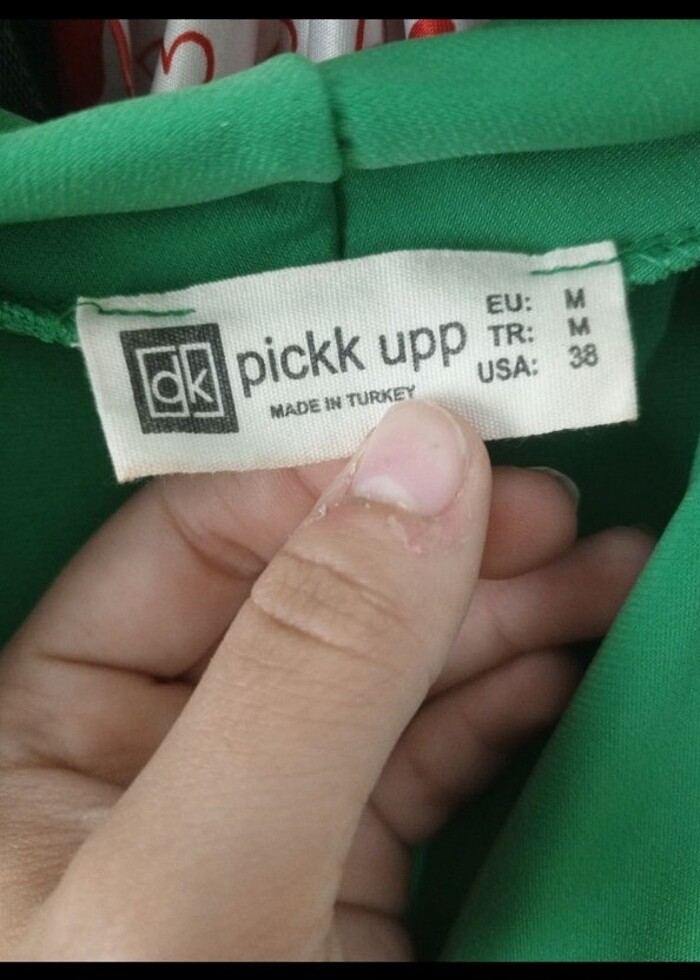 dk pickk upp
MADE IN TURKEY
EU: M
TR: M
USA: 38